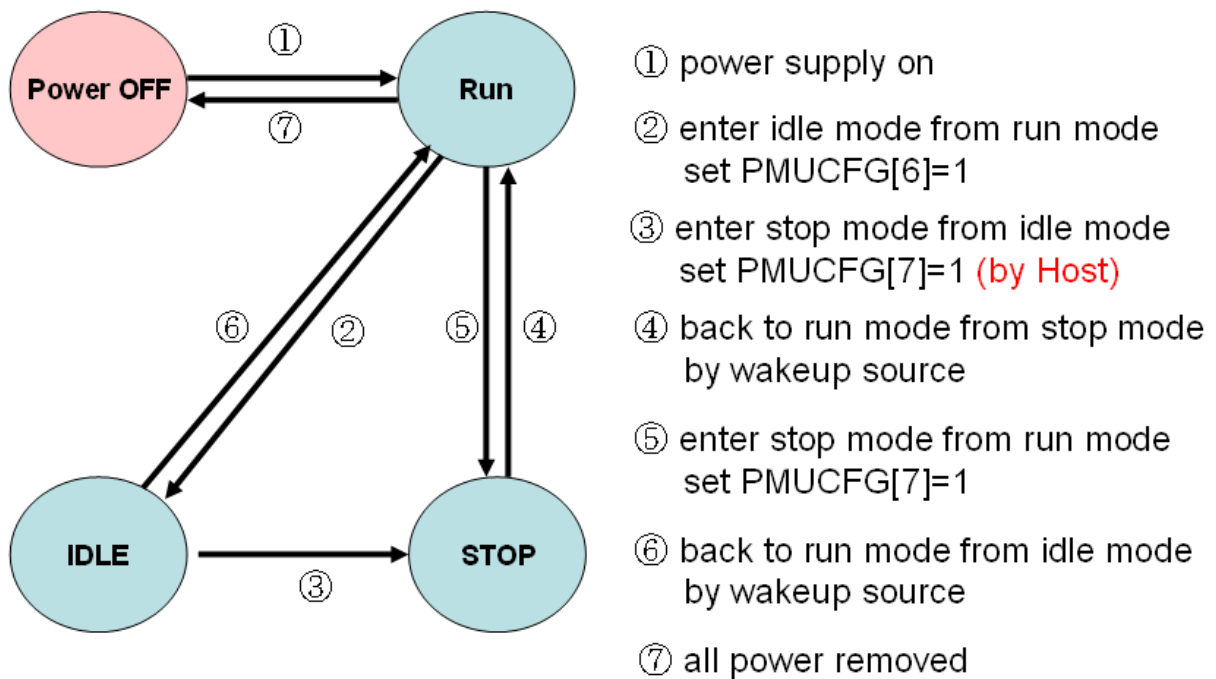 ①
Power OFF
Run
⑦
⑥
②
⑤
④
IDLE
STOP
③
① power supply on
② enter idle mode from run mode
set PMUCFG[6]=1
③ enter stop mode from idle mode
set PMUCFG[7]=1 (by Host)
④ back to run mode from stop mode
by wakeup source
⑤ enter stop mode from run mode
set PMUCFG[7]=1
⑥ back to run mode from idle mode
by wakeup source
⑦ all power removed